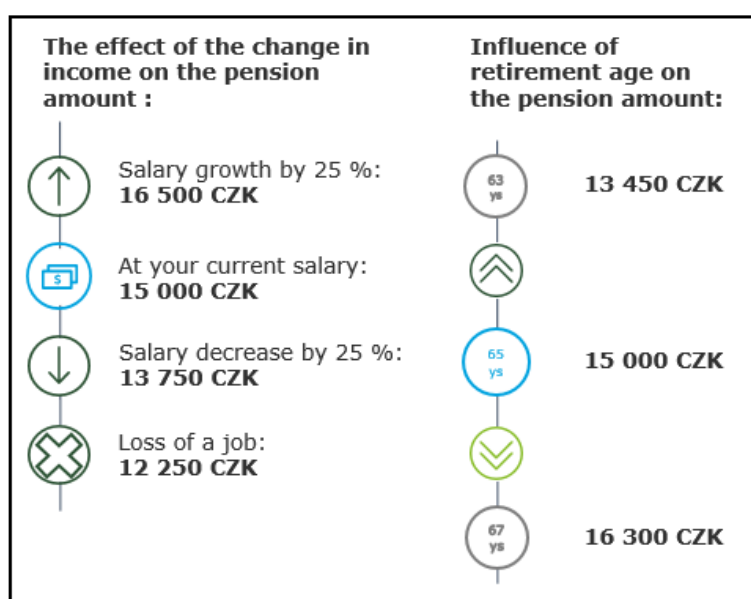 The effect of the change in
income on the pension
amount :
Salary growth by 25 %:
16 500 CZK
$
At your current salary:
15 000 CZK
Salary decrease by 25 %:
13 750 CZK
Loss of a job:
12 250 CZK
Influence of
retirement age on
the pension amount:
63
ys
13 450 CZK
65
ys
15 000 CZK
67
ys
16 300 CZK